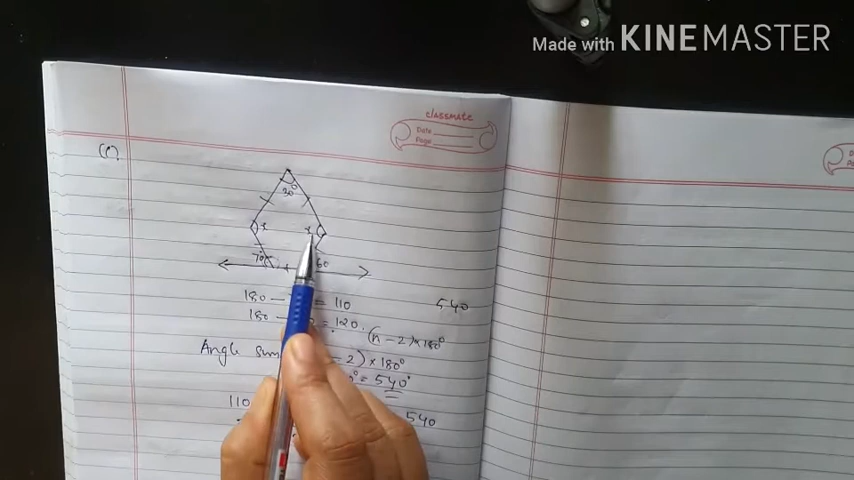 Made with KINEMASTER
classmate
Date
Page
(c)
30°
x x
70° 60
180 - = 110
180 - = 120.
540
(n-2)×180°
Angle - 2) × 180°
= 540°
110 540